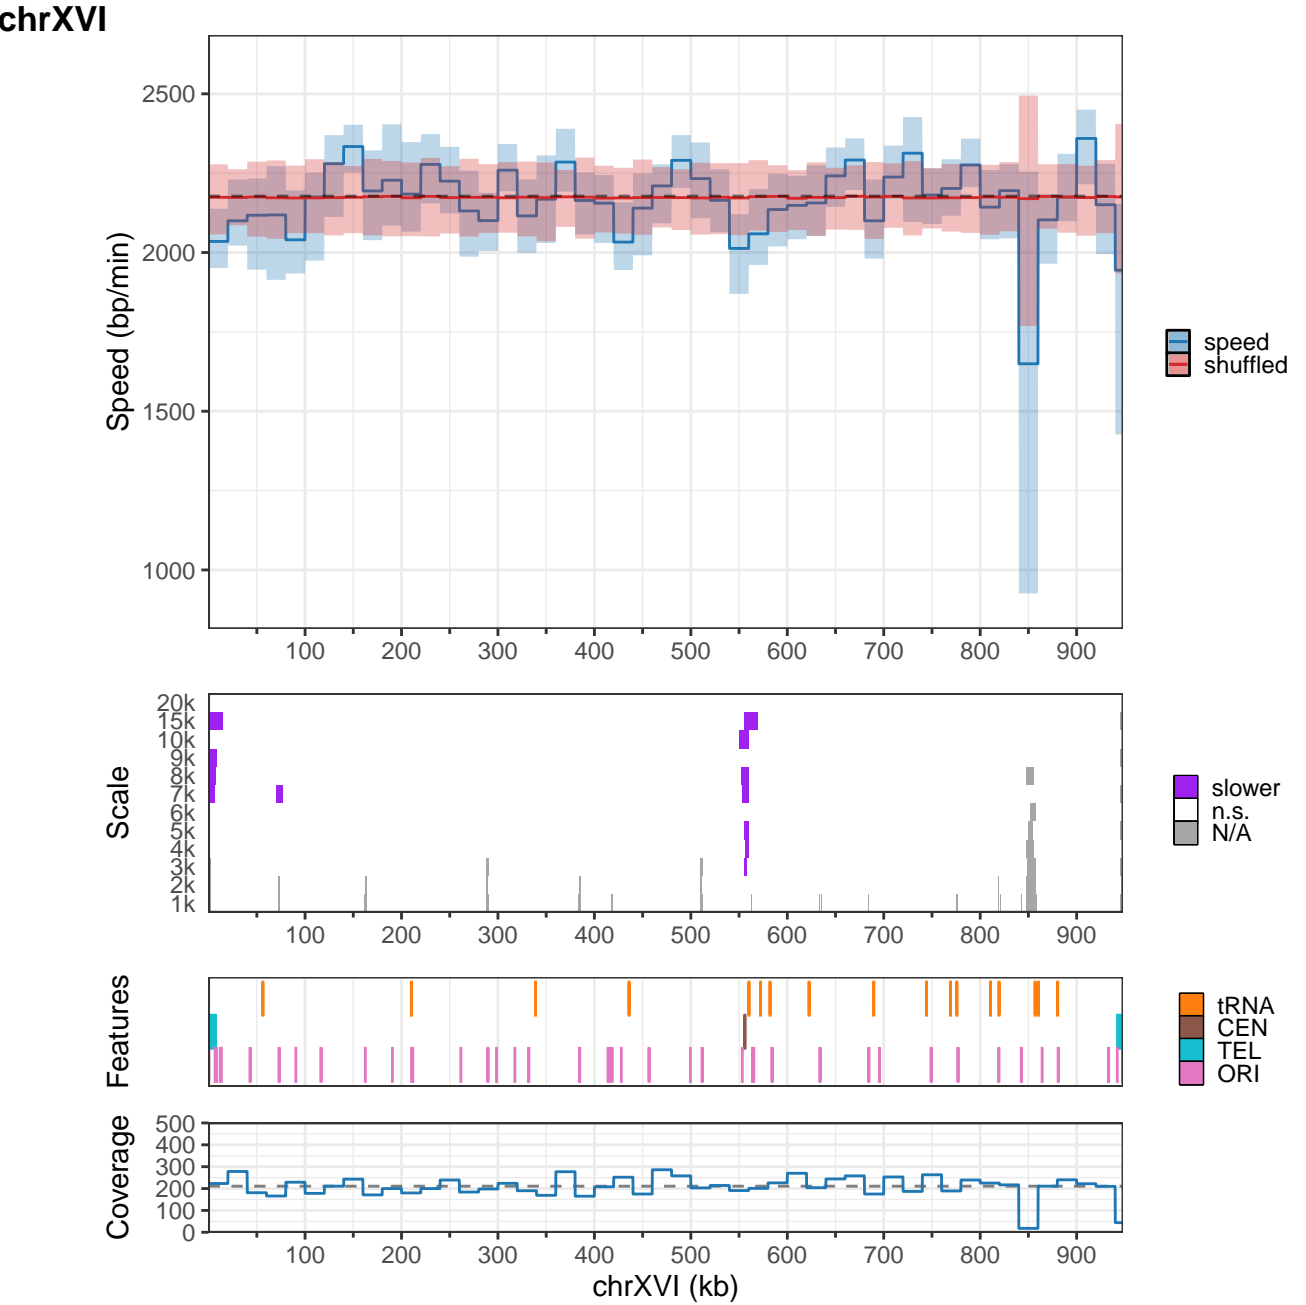 chrXVI
2500
2000
1500
1000
Speed (bp/min)
100 200 300 400 500 600 700 800 900
speed
shuffled
20k
15k
10k
9k
8k
7k
6k
5k
4k
3k
2k
1k
Scale
100 200 300 400 500 600 700 800 900
slower
n.s.
N/A
Features
tRNA
CEN
TEL
ORI
500
400
300
200
100
0
Coverage
100 200 300 400 500 600 700 800 900
chrXVI (kb)